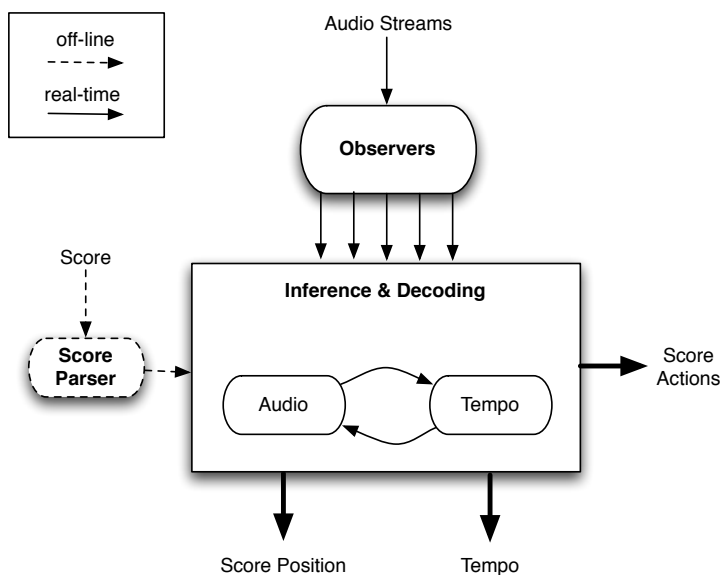 off-line
real-time
Audio Streams
Observers
Score
Inference & Decoding
Score
Parser
Score
Actions
Audio
Tempo
Score Position
Tempo